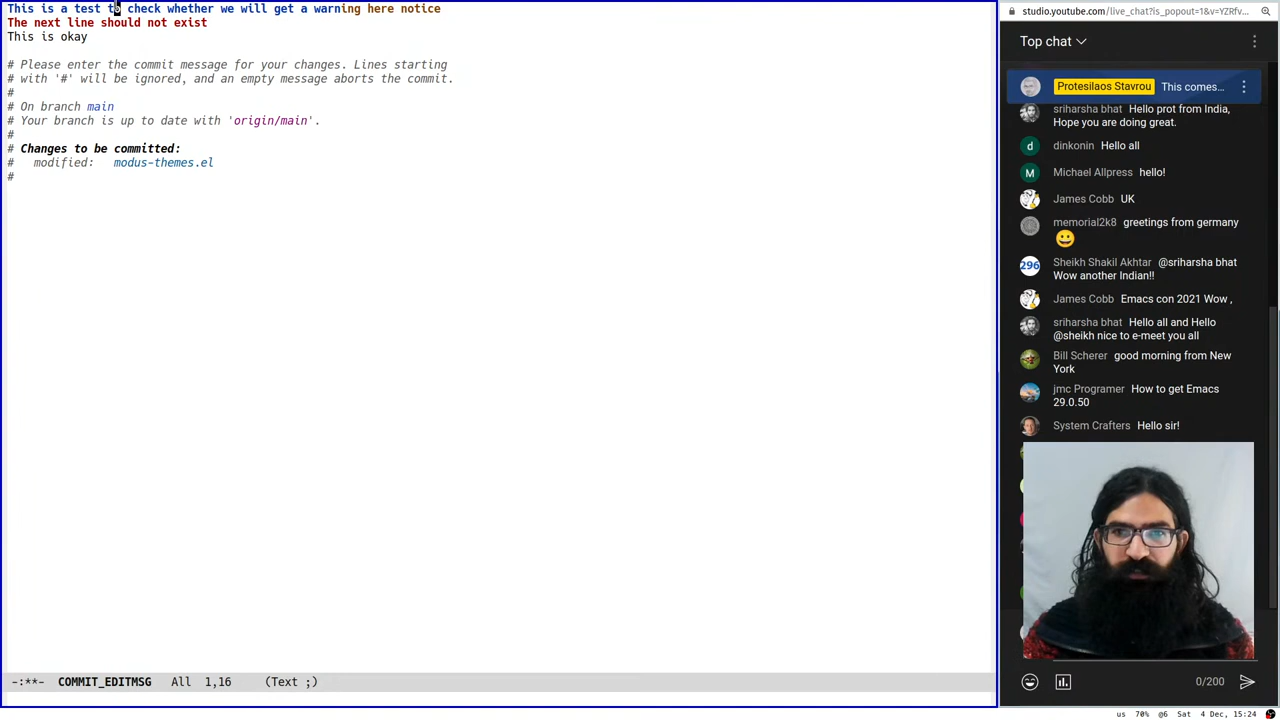 This is a test to check whether we will get a warning here notice
The next line should not exist
This is okay
# Please enter the commit message for your changes. Lines starting
# with '#' will be ignored, and an empty message aborts the commit.
#
# On branch main
# Your branch is up to date with 'origin/main'.
#
# Changes to be committed:
#   modified:   modus-themes.el
#
-:**-  COMMIT_EDITMSG   All   1,16   (Text ;)
studio.youtube.com/live_chat?is_popout=1&v=YZRfv...
Top chat
Protesilaos Stavrou This comes...
sriharsha bhat Hello prot from India,
Hope you are doing great.
d dinkonin Hello all
M Michael Allpress hello!
James Cobb UK
memorial2k8 greetings from germany
😀
296 Sheikh Shakil Akhtar @sriharsha bhat
Wow another Indian!!
James Cobb Emacs con 2021 Wow ,
sriharsha bhat Hello all and Hello
@sheikh nice to e-meet you all
Bill Scherer good morning from New
York
jmc Programer How to get Emacs
29.0.50
System Crafters Hello sir!
0/200
us 70% @6 Sat 4 Dec, 15:24